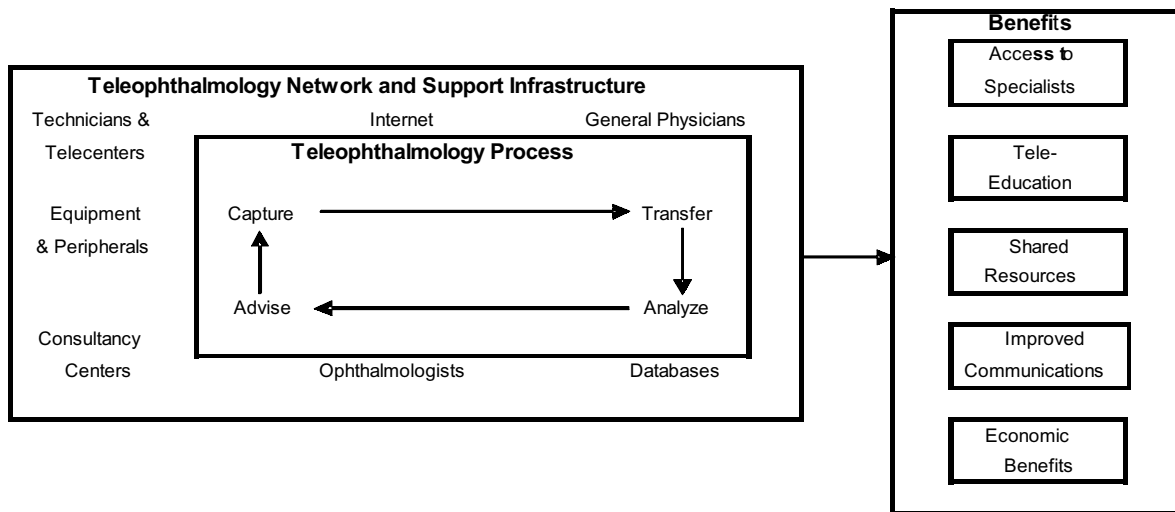 Teleophthalmology Network and Support Infrastructure
Technicians &
Telecenters
Internet
General Physicians
Teleophthalmology Process
Equipment
& Peripherals
Capture
Transfer
Advise
Analyze
Consultancy
Centers
Ophthalmologists
Databases
Benefits
Access to
Specialists
Tele-
Education
Shared
Resources
Improved
Communications
Economic
Benefits